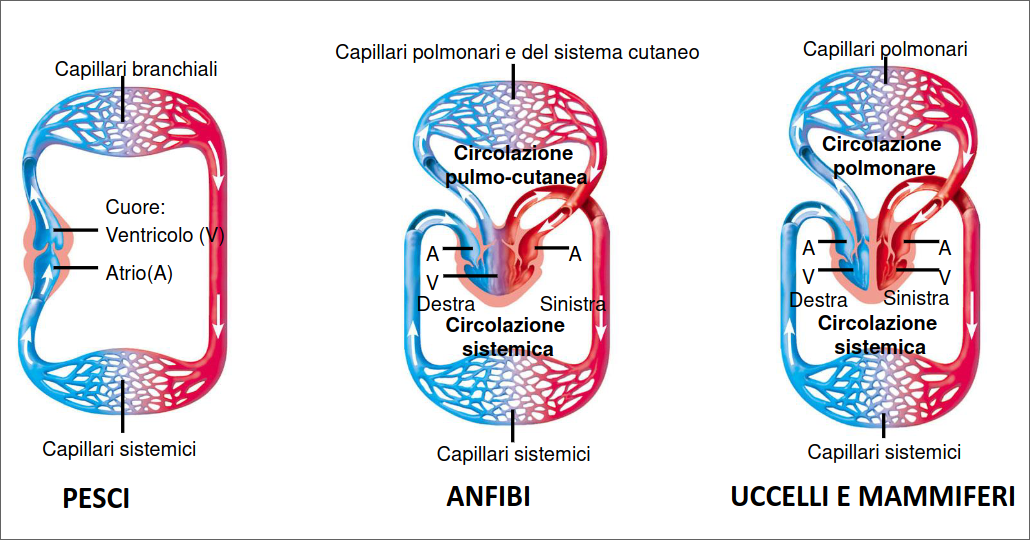 Capillari branchiali
Cuore:
Ventricolo (V)
Atrio(A)
Capillari sistemici
PESCI
Capillari polmonari e del sistema cutaneo
Circolazione
pulmo-cutanea
A
A
V
Destra
Sinistra
Circolazione
sistemica
Capillari sistemici
ANFIBI
Capillari polmonari
Circolazione
polmonare
A
A
V
V
Destra
Sinistra
Circolazione
sistemica
Capillari sistemici
UCCELLI E MAMMIFERI